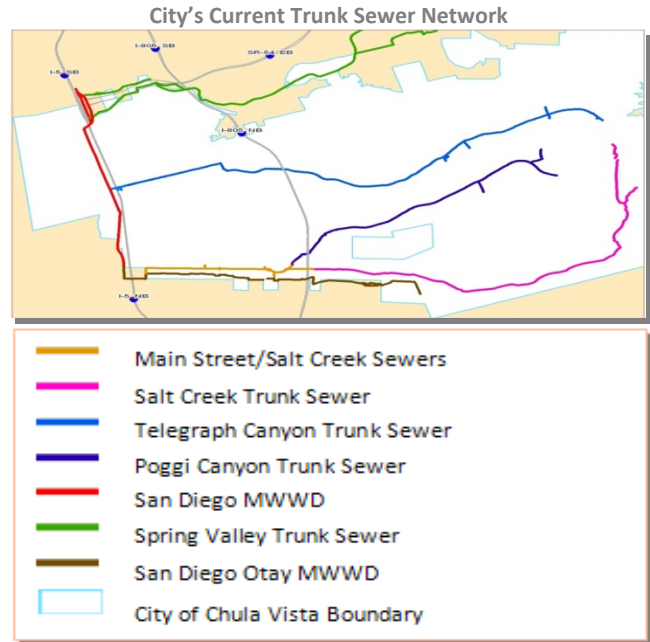 City's Current Trunk Sewer Network
I-805 SB
SR-54/EB
I-5 SB
I-805 NB
I-5 NB
Main Street/Salt Creek Sewers
Salt Creek Trunk Sewer
Telegraph Canyon Trunk Sewer
Poggi Canyon Trunk Sewer
San Diego MWWD
Spring Valley Trunk Sewer
San Diego Otay MWWD
City of Chula Vista Boundary